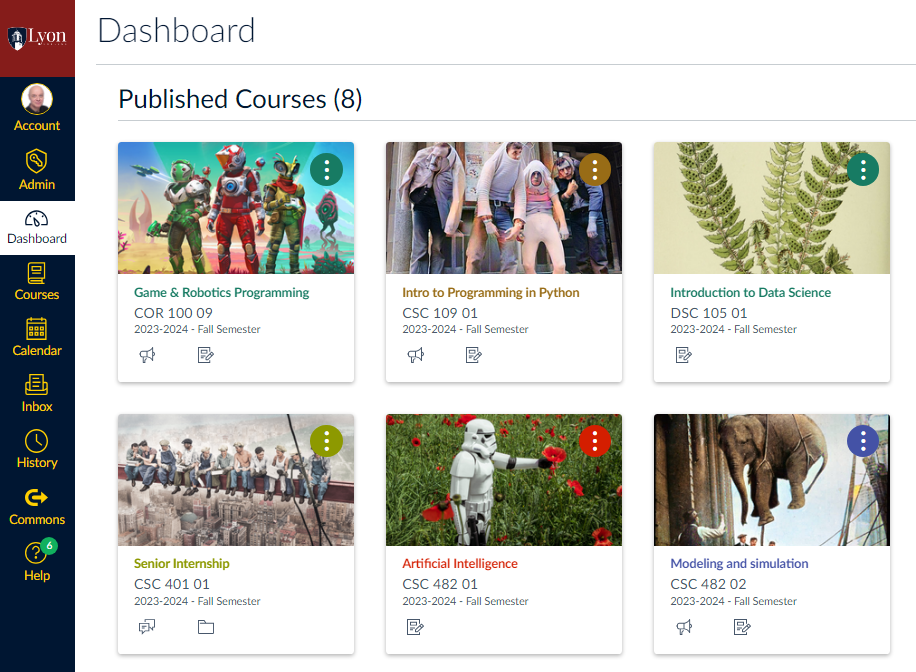 Lyon
Dashboard
Account
Admin
Dashboard
Courses
Calendar
Inbox
History
Commons
6
Help
Published Courses (8)
Game & Robotics Programming
COR 100 09
2023-2024 - Fall Semester
Intro to Programming in Python
CSC 109 01
2023-2024 - Fall Semester
Introduction to Data Science
DSC 105 01
2023-2024 - Fall Semester
Senior Internship
CSC 401 01
2023-2024 - Fall Semester
Artificial Intelligence
CSC 482 01
2023-2024 - Fall Semester
Modeling and simulation
CSC 482 02
2023-2024 - Fall Semester